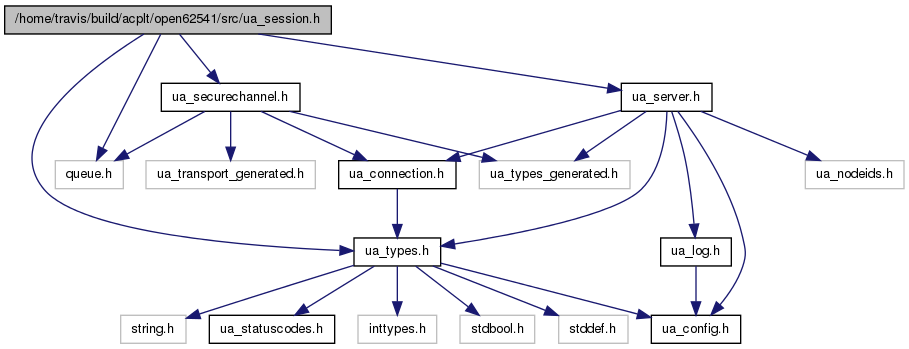 /home/travis/build/acplt/open62541/src/ua_session.h
ua_securechannel.h
ua_server.h
queue.h
ua_transport_generated.h
ua_connection.h
ua_types_generated.h
ua_nodeids.h
ua_types.h
ua_log.h
string.h
ua_statuscodes.h
inttypes.h
stdbool.h
stddef.h
ua_config.h